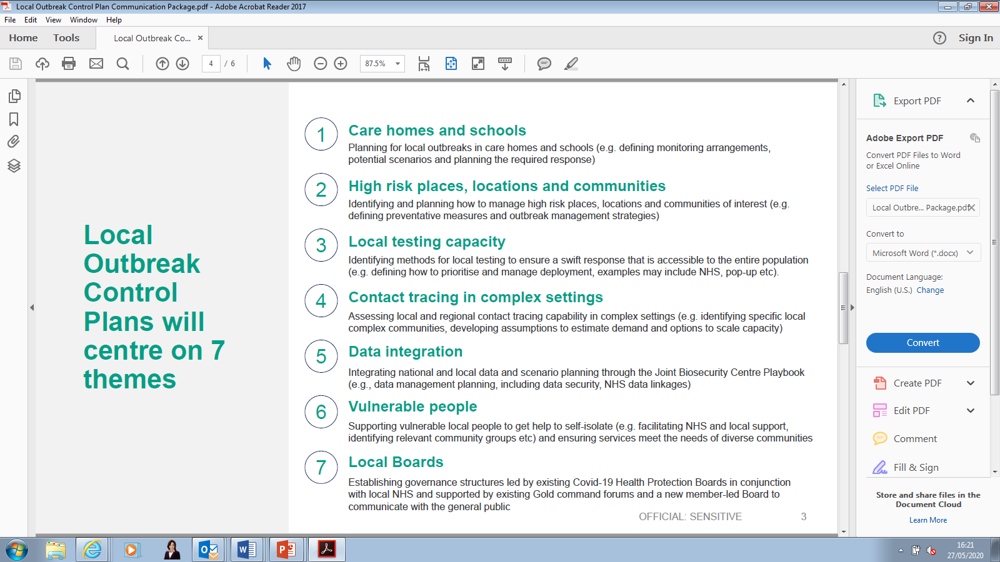 Local Outbreak Control Plan Communication Package.pdf - Adobe Acrobat Reader 2017
File Edit View Window Help
Home Tools Local Outbreak Co... × ? Sign In
4 / 6 87.5%
Local
Outbreak
Control
Plans will
centre on 7
themes
1 Care homes and schools
Planning for local outbreaks in care homes and schools (e.g. defining monitoring arrangements,
potential scenarios and planning the required response)
2 High risk places, locations and communities
Identifying and planning how to manage high risk places, locations and communities of interest (e.g.
defining preventative measures and outbreak management strategies)
3 Local testing capacity
Identifying methods for local testing to ensure a swift response that is accessible to the entire population
(e.g. defining how to prioritise and manage deployment, examples may include NHS, pop-up etc).
4 Contact tracing in complex settings
Assessing local and regional contact tracing capability in complex settings (e.g. identifying specific local
complex communities, developing assumptions to estimate demand and options to scale capacity)
5 Data integration
Integrating national and local data and scenario planning through the Joint Biosecurity Centre Playbook
(e.g., data management planning, including data security, NHS data linkages)
6 Vulnerable people
Supporting vulnerable local people to get help to self-isolate (e.g. facilitating NHS and local support,
identifying relevant community groups etc) and ensuring services meet the needs of diverse communities
7 Local Boards
Establishing governance structures led by existing Covid-19 Health Protection Boards in conjunction
with local NHS and supported by existing Gold command forums and a new member-led Board to
communicate with the general public
OFFICIAL: SENSITIVE 3
Export PDF
Adobe Export PDF
Convert PDF Files to Word
or Excel Online
Select PDF File
Local Outbre... Package.pdf
Convert to
Microsoft Word (*.docx)
Document Language:
English (U.S.) Change
Convert
Create PDF
Edit PDF
Comment
Fill & Sign
Store and share files in the
Document Cloud
Learn More
16:21
27/05/2020